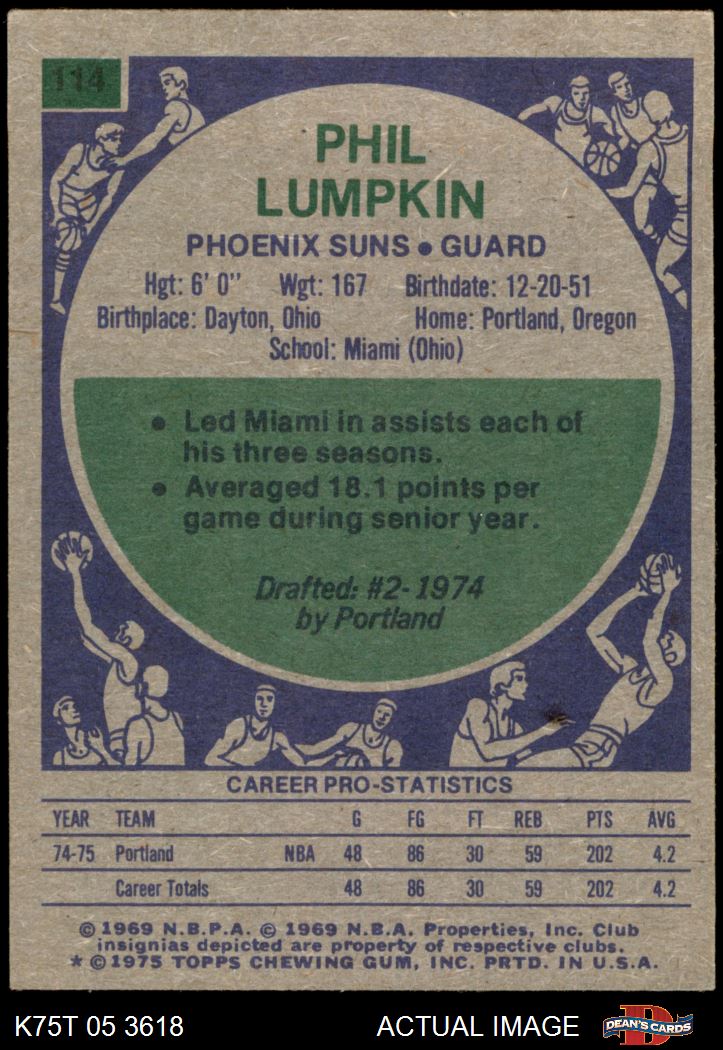 114
PHIL
LUMPKIN
PHOENIX SUNS • GUARD
Hgt: 6' 0" Wgt: 167 Birthdate: 12-20-51
Birthplace: Dayton, Ohio Home: Portland, Oregon
School: Miami (Ohio)
• Led Miami in assists each of
his three seasons.
• Averaged 18.1 points per
game during senior year.
Drafted: #2-1974
by Portland
CAREER PRO-STATISTICS
YEAR TEAM G FG FT REB PTS AVG
74-75 Portland NBA 48 86 30 59 202 4.2
Career Totals 48 86 30 59 202 4.2
© 1969 N.B.P.A. © 1969 N.B.A. Properties, Inc. Club
insignias depicted are property of respective clubs.
* © 1975 TOPPS CHEWING GUM, INC. PRTD. IN U.S.A.
K75T 05 3618 ACTUAL IMAGE D DEAN'S CARDS